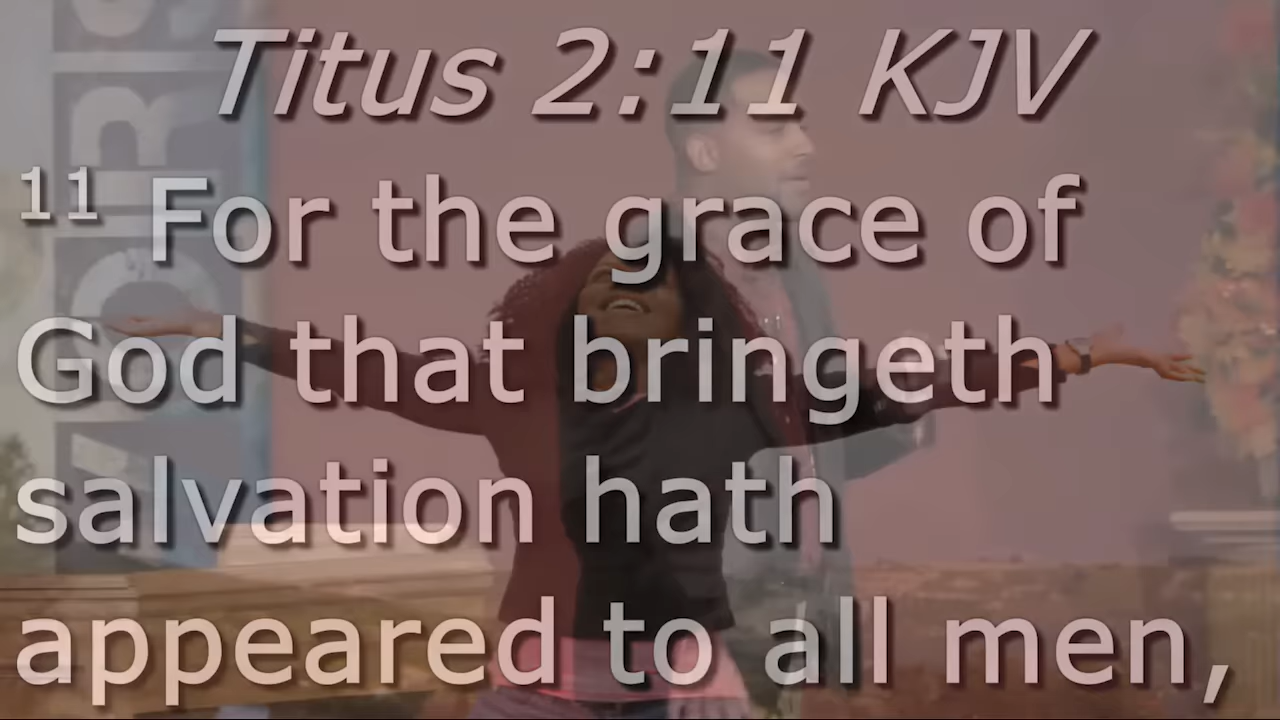 Titus 2:11 KJV
11 For the grace of
God that bringeth
salvation hath
appeared to all men,